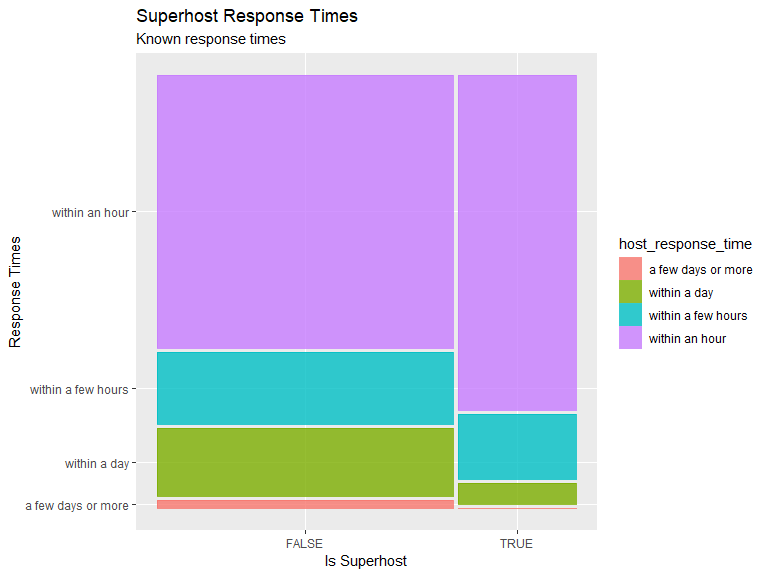 Superhost Response Times
Known response times
Response Times
within an hour
within a few hours
within a day
a few days or more
FALSE
TRUE
Is Superhost
host_response_time
a few days or more
within a day
within a few hours
within an hour